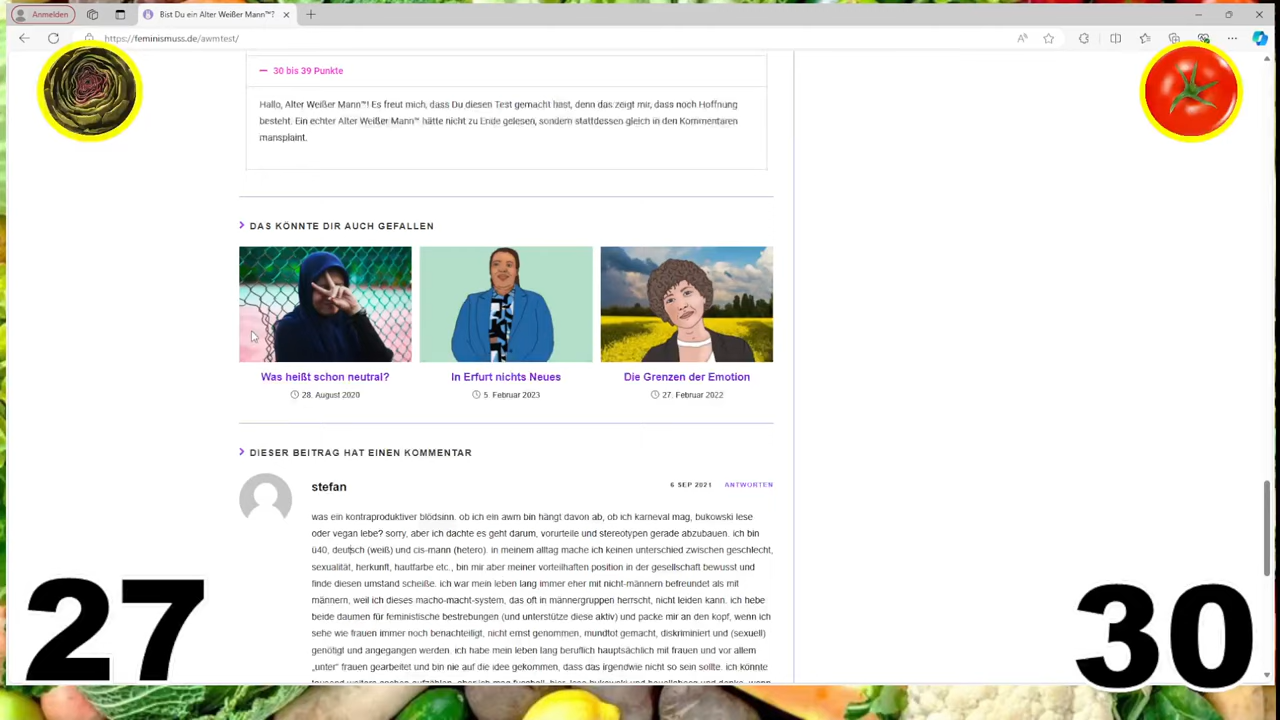 Anmelden
Bist Du ein Alter Weißer Mann™?
https://feminismuss.de/awmtest/
30 bis 39 Punkte
Hallo, Alter Weißer Mann™! Es freut mich, dass Du diesen Test gemacht hast, denn das zeigt mir, dass noch Hoffnung
besteht. Ein echter Alter Weißer Mann™ hätte nicht zu Ende gelesen, sondern stattdessen gleich in den Kommentaren
mansplaint.
DAS KÖNNTE DIR AUCH GEFALLEN
Was heißt schon neutral?
In Erfurt nichts Neues
Die Grenzen der Emotion
28. August 2020
5. Februar 2023
27. Februar 2022
DIESER BEITRAG HAT EINEN KOMMENTAR
stefan
6 SEP 2021
ANTWORTEN
was ein kontraproduktiver blödsinn. ob ich ein awm bin hängt davon ab, ob ich karneval mag, bukowski lese
oder vegan lebe? sorry, aber ich dachte es geht darum, vorurteile und stereotypen gerade abzubauen. ich bin
ü40, deutsch (weiß) und cis-mann (hetero). in meinem alltag mache ich keinen unterschied zwischen geschlecht,
sexualität, herkunft, hautfarbe etc., bin mir aber meiner vorteilhaften position in der gesellschaft bewusst und
finde diesen umstand scheiße. ich war mein leben lang immer eher mit nicht-männern befreundet als mit
männern, weil ich dieses macho-macht-system, das oft in männergruppen herrscht, nicht leiden kann. ich hebe
beide daumen für feministische bestrebungen (und unterstütze diese aktiv) und packe mir an den kopf, wenn ich
sehe wie frauen immer noch benachteiligt, nicht ernst genommen, mundtot gemacht, diskriminiert und (sexuell)
genötigt und angegangen werden. ich habe mein leben lang beruflich hauptsächlich mit frauen und vor allem
„unter“ frauen gearbeitet und bin nie auf die idee gekommen, dass das irgendwie nicht so sein sollte. ich könnte
27
30